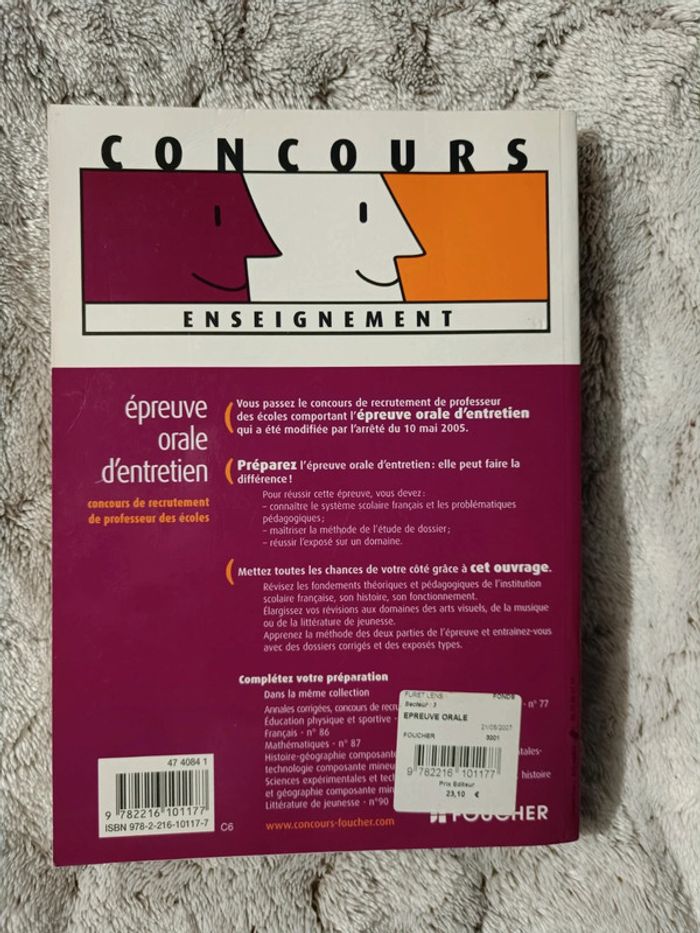 CONCOURS
ENSEIGNEMENT
épreuve
orale
d'entretien
concours de recrutement
de professeur des écoles
Vous passez le concours de recrutement de professeur
des écoles comportant l'épreuve orale d'entretien
qui a été modifiée par l'arrêté du 10 mai 2005.
Préparez l'épreuve orale d'entretien : elle peut faire la
différence !
Pour réussir cette épreuve, vous devez :
– connaître le système scolaire français et les problématiques
pédagogiques ;
– maîtriser la méthode de l'étude de dossier ;
– réussir l'exposé sur un domaine.
Mettez toutes les chances de votre côté grâce à cet ouvrage.
Révisez les fondements théoriques et pédagogiques de l'institution
scolaire française, son histoire, son fonctionnement.
Élargissez vos révisions aux domaines des arts visuels, de la musique
ou de la littérature de jeunesse.
Apprenez la méthode des deux parties de l'épreuve et entraînez-vous
avec des dossiers corrigés et des exposés types.
Complétez votre préparation
Dans la même collection
Annales corrigées, concours de recru - n° 77
Éducation physique et sportive -
Français - n° 86
Mathématiques - n° 87
Histoire-géographie composante tales-
technologie composante mineu
Sciences expérimentales et tech histoire
et géographie composante min
Littérature de jeunesse - n°90
www.concours-foucher.com
FOUCHER
FURET LENS FONDS
Secteur : 3
EPREUVE ORALE 21/05/2007
FOUCHER 3001
9 782216 101177
Prix Editeur
23,10 €
47 4084 1
9 782216 101177
ISBN 978-2-216-10117-7
C6